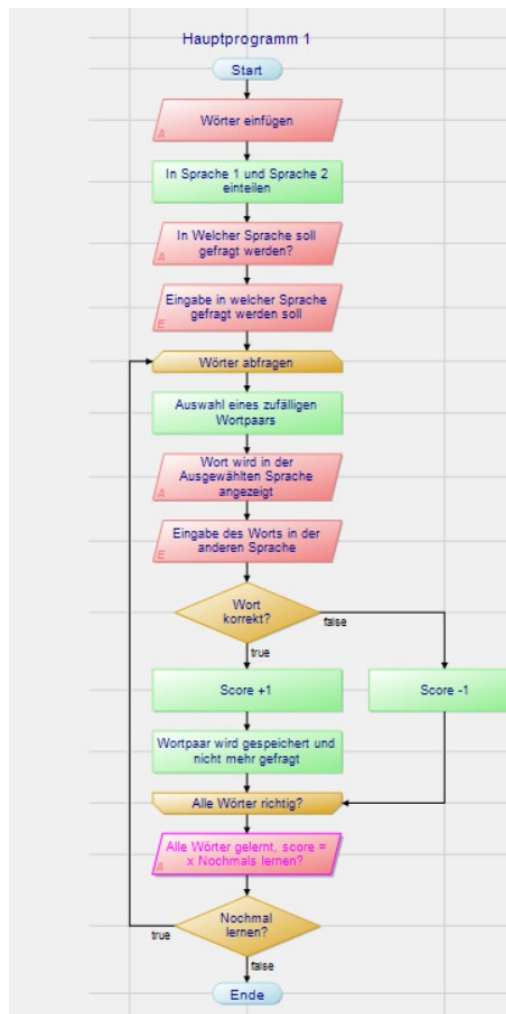 Hauptprogramm 1
Start
Wörter einfügen
A
In Sprache 1 und Sprache 2
einteilen
In Welcher Sprache soll
gefragt werden?
A
Eingabe in welcher Sprache
gefragt werden soll
E
Wörter abfragen
Auswahl eines zufälligen
Wortpaars
Wort wird in der
Ausgewählten Sprache
angezeigt
A
Eingabe des Worts in der
anderen Sprache
E
Wort
korrekt?
false
true
Score +1
Score -1
Wortpaar wird gespeichert und
nicht mehr gefragt
Alle Wörter richtig?
Alle Wörter gelernt, score =
x Nochmals lernen?
A
Nochmal
lernen?
true
false
Ende